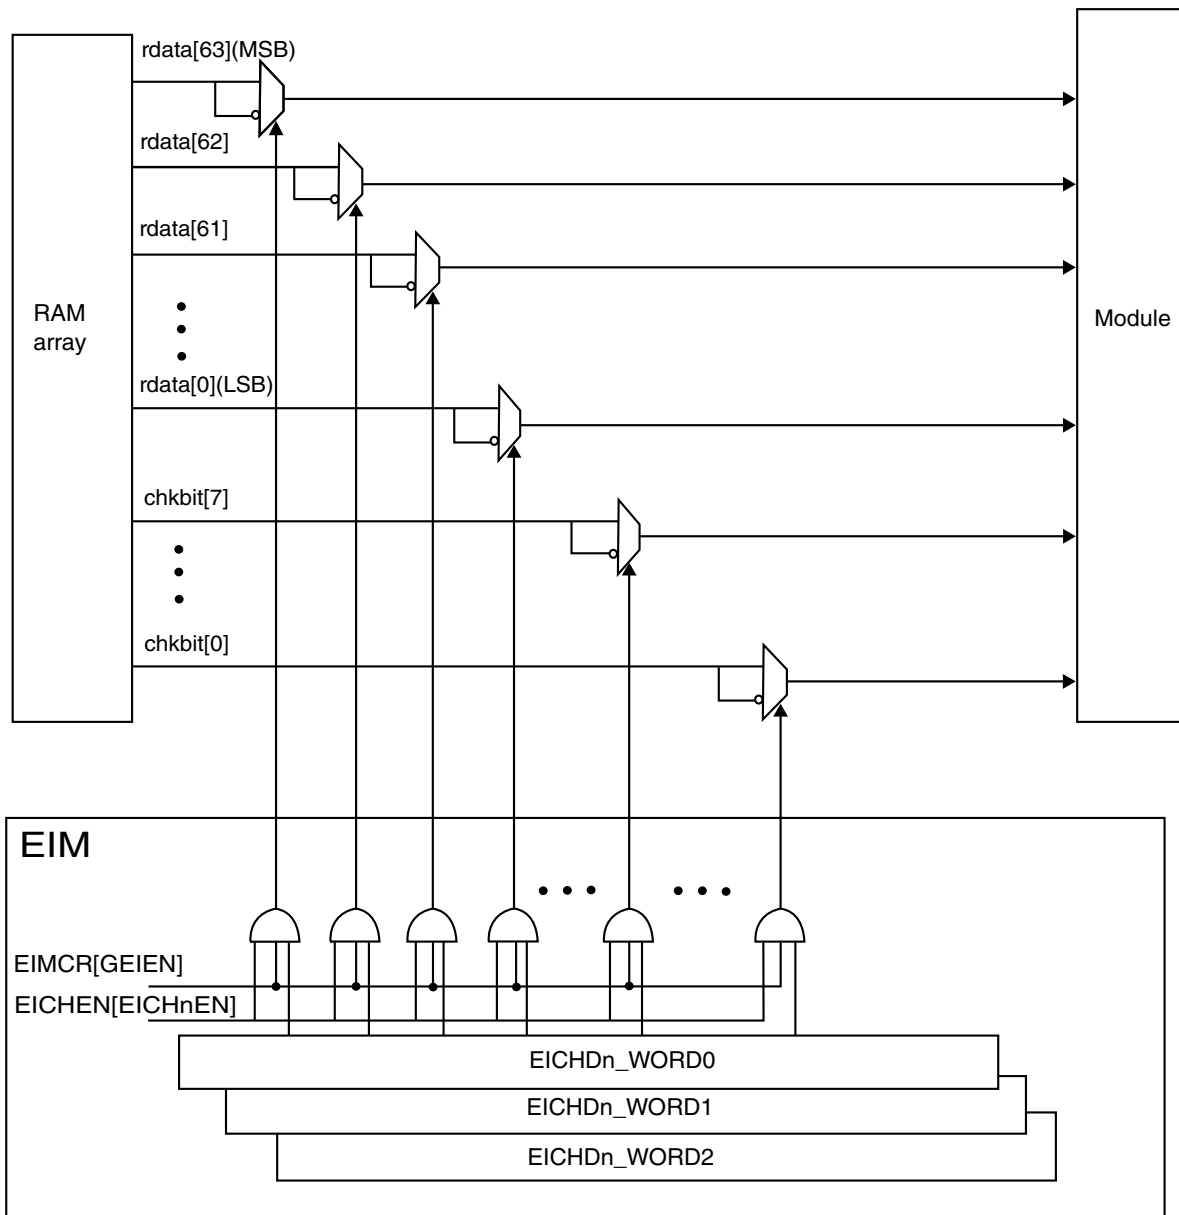 rdata[63](MSB)
rdata[62]
rdata[61]
RAM
array
Module
rdata[0](LSB)
chkbit[7]
chkbit[0]
EIM
EIMCR[GEIEN]
EICHEN[EICHnEN]
EICHDn_WORD0
EICHDn_WORD1
EICHDn_WORD2